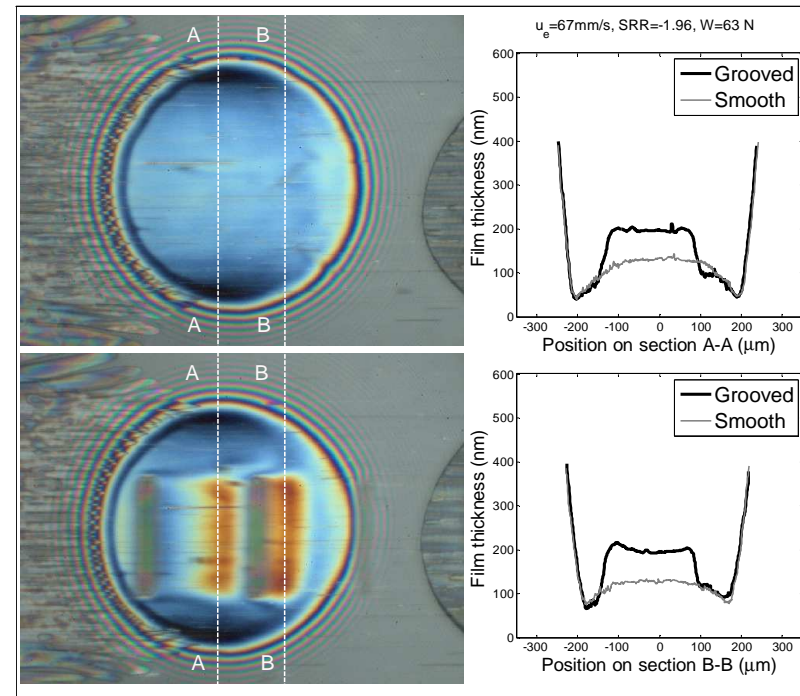 A B
A B
A B
A B
u_e=67mm/s, SRR=-1.96, W=63 N
600
500
400
300
200
100
0
Film thickness (nm)
Grooved
Smooth
-300 -200 -100 0 100 200 300
Position on section A-A (μm)
600
500
400
300
200
100
0
Film thickness (nm)
Grooved
Smooth
-300 -200 -100 0 100 200 300
Position on section B-B (μm)